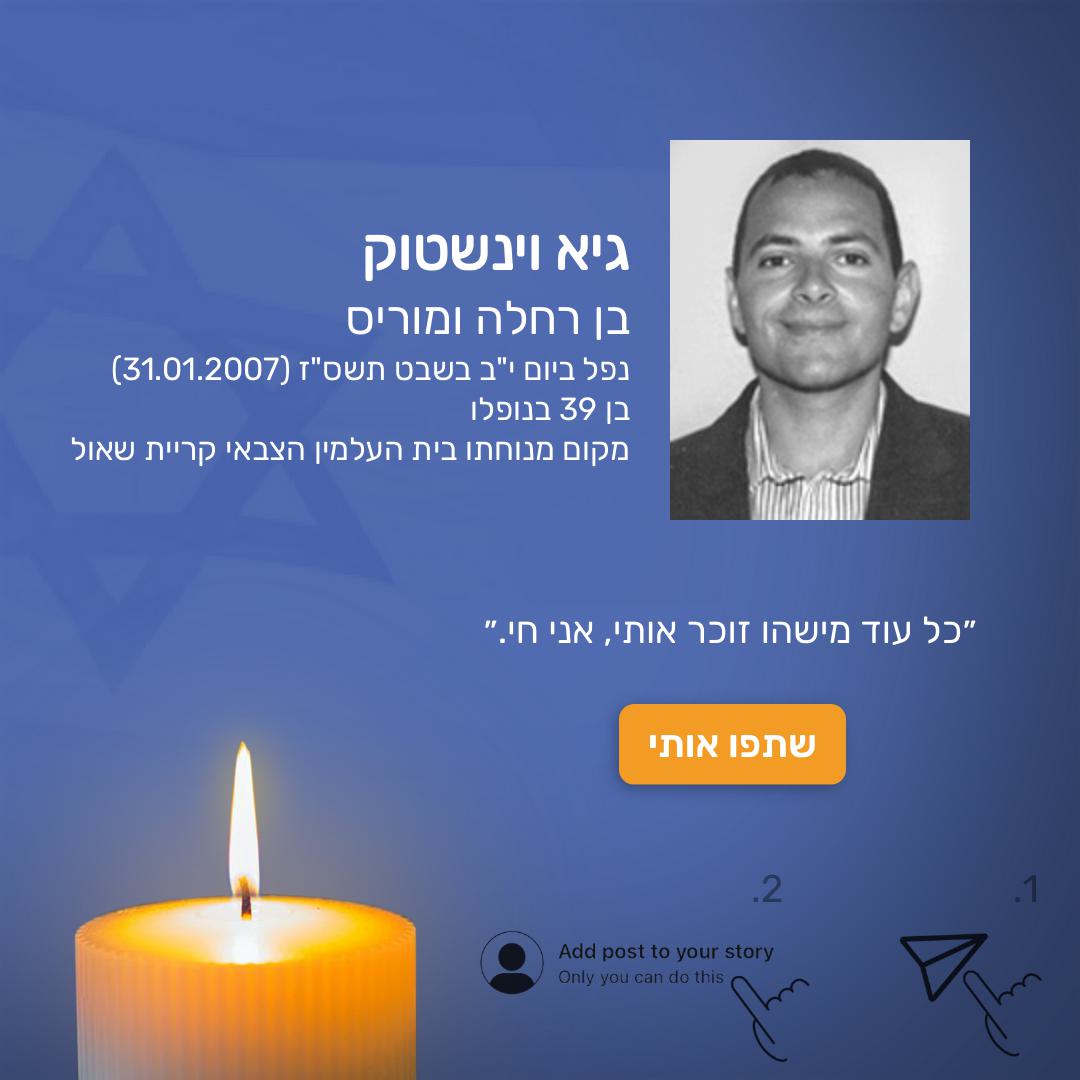 גיא וינשטוק
בן רחלה ומוריס
נפל ביום י"ב בשבט תשס"ז (31.01.2007)
בן 39 בנופלו
מקום מנוחתו בית העלמין הצבאי קריית שאול
״כל עוד מישהו זוכר אותי, אני חי.״
שתפו אותי
1.
2.
Add post to your story
Only you can do this